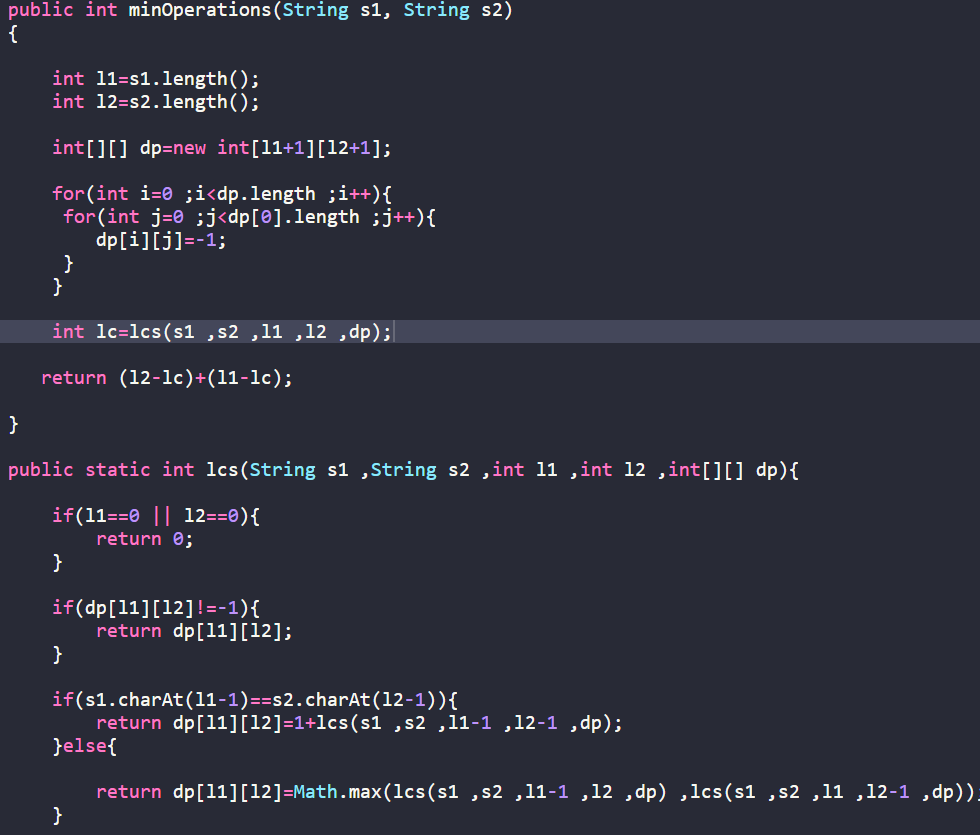 public int minOperations(String s1, String s2)
{
int l1=s1.length();
int l2=s2.length();
int[][] dp=new int[l1+1][l2+1];
for(int i=0 ;i<dp.length ;i++){
for(int j=0 ;j<dp[0].length ;j++){
dp[i][j]=-1;
}
}
int lc=lcs(s1 ,s2 ,l1 ,l2 ,dp);
return (l2-lc)+(l1-lc);
}
public static int lcs(String s1 ,String s2 ,int l1 ,int l2 ,int[][] dp){
if(l1==0 || l2==0){
return 0;
}
if(dp[l1][l2]!=-1){
return dp[l1][l2];
}
if(s1.charAt(l1-1)==s2.charAt(l2-1)){
return dp[l1][l2]=1+lcs(s1 ,s2 ,l1-1 ,l2-1 ,dp);
}else{
return dp[l1][l2]=Math.max(lcs(s1 ,s2 ,l1-1 ,l2 ,dp) ,lcs(s1 ,s2 ,l1 ,l2-1 ,dp));
}